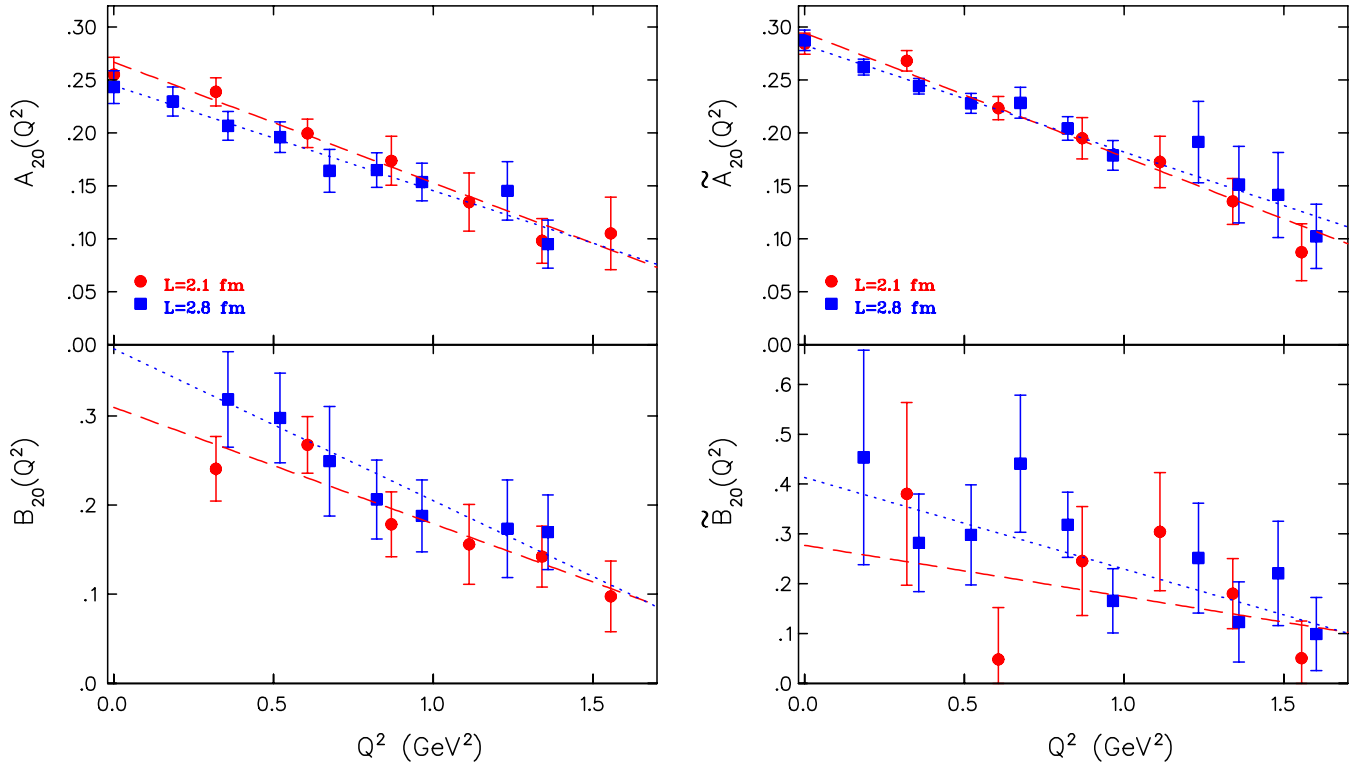 .30
.25
.20
.15
.10
.05
.00
A₂₀(Q²)
L=2.1 fm
L=2.8 fm
.30
.25
.20
.15
.10
.05
.00
Ã₂₀(Q²)
L=2.1 fm
L=2.8 fm
.3
.2
.1
.0
B₂₀(Q²)
0.0 0.5 1.0 1.5
Q² (GeV²)
.6
.5
.4
.3
.2
.1
.0
B̃₂₀(Q²)
0.0 0.5 1.0 1.5
Q² (GeV²)